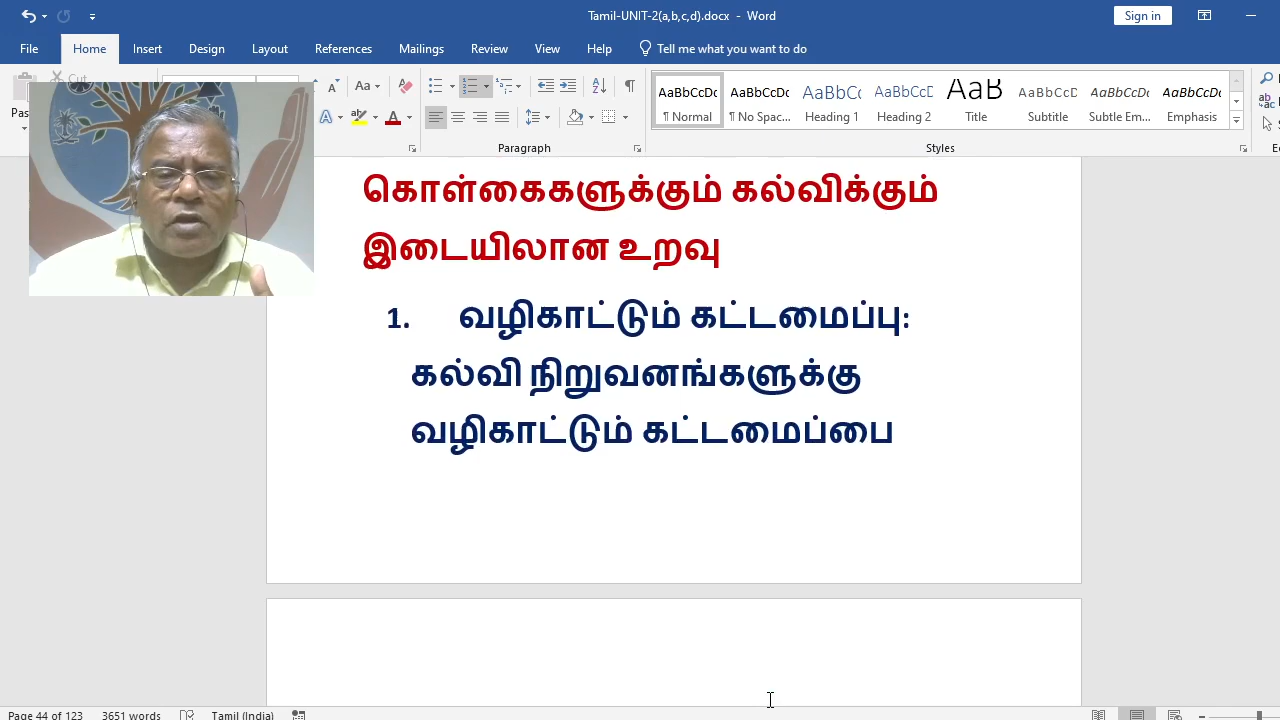 Tamil-UNIT-2(a,b,c,d).docx - Word
Sign in
File Home Insert Design Layout References Mailings Review View Help Tell me what you want to do
Cut
Aa
AaBbCcDc AaBbCcDc AaBbCc AaBbCcD AaB AaBbCcD AaBbCcDc AaBbCcDc
¶ Normal ¶ No Spac... Heading 1 Heading 2 Title Subtitle Subtle Em... Emphasis
Paragraph Styles
கொள்கைகளுக்கும் கல்விக்கும்
இடையிலான உறவு
1. வழிகாட்டும் கட்டமைப்பு:
கல்வி நிறுவனங்களுக்கு
வழிகாட்டும் கட்டமைப்பை
Page 44 of 123 3651 words Tamil (India)